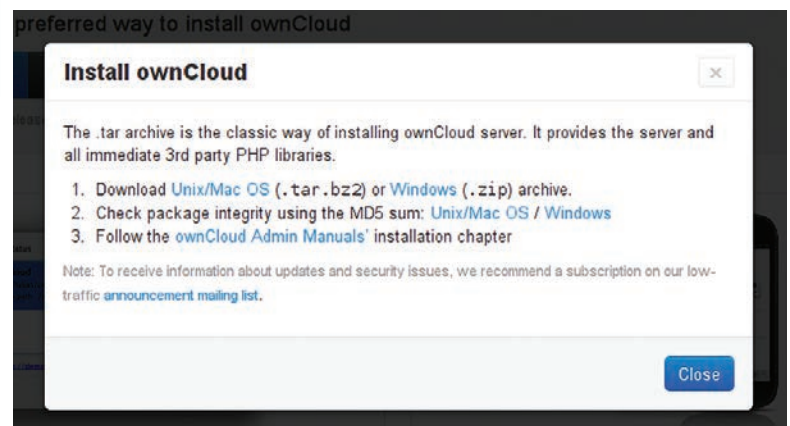 preferred way to install ownCloud
Install ownCloud
×
The .tar archive is the classic way of installing ownCloud server. It provides the server and
all immediate 3rd party PHP libraries.
1. Download Unix/Mac OS (.tar.bz2) or Windows (.zip) archive.
2. Check package integrity using the MD5 sum: Unix/Mac OS / Windows
3. Follow the ownCloud Admin Manuals' installation chapter
Note: To receive information about updates and security issues, we recommend a subscription on our low-
traffic announcement mailing list.
Close